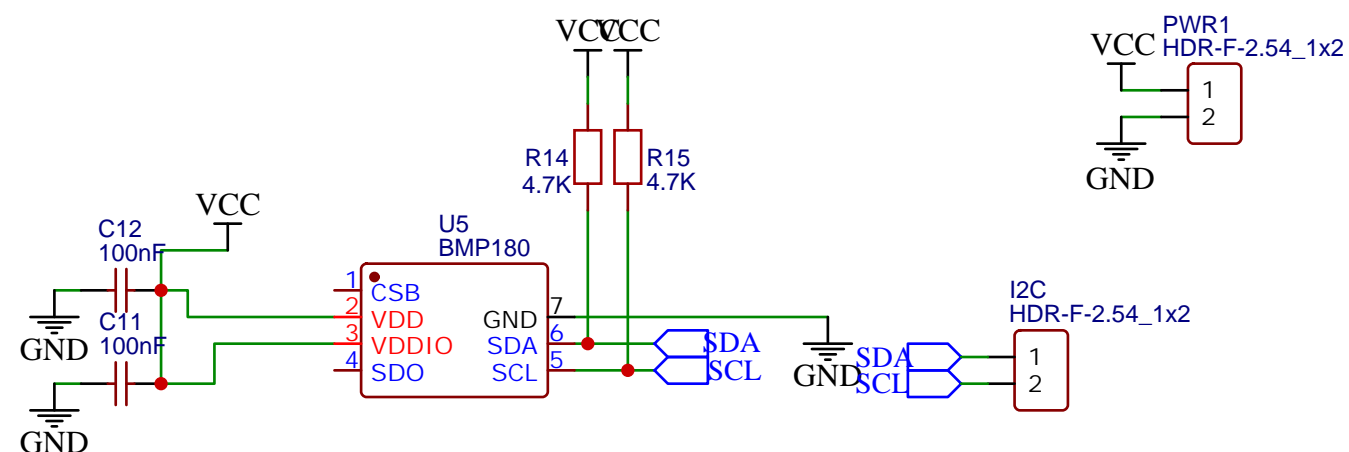 VCC
VCC
PWR1
HDR-F-2.54_1x2
VCC
1
2
GND
R14
4.7K
R15
4.7K
VCC
C12
100nF
GND
C11
100nF
GND
U5
BMP180
1
CSB
2
VDD
3
VDDIO
4
SDO
GND
7
SDA
6
SCL
5
SDA
SCL
GND
I2C
HDR-F-2.54_1x2
SDA
SCL
1
2